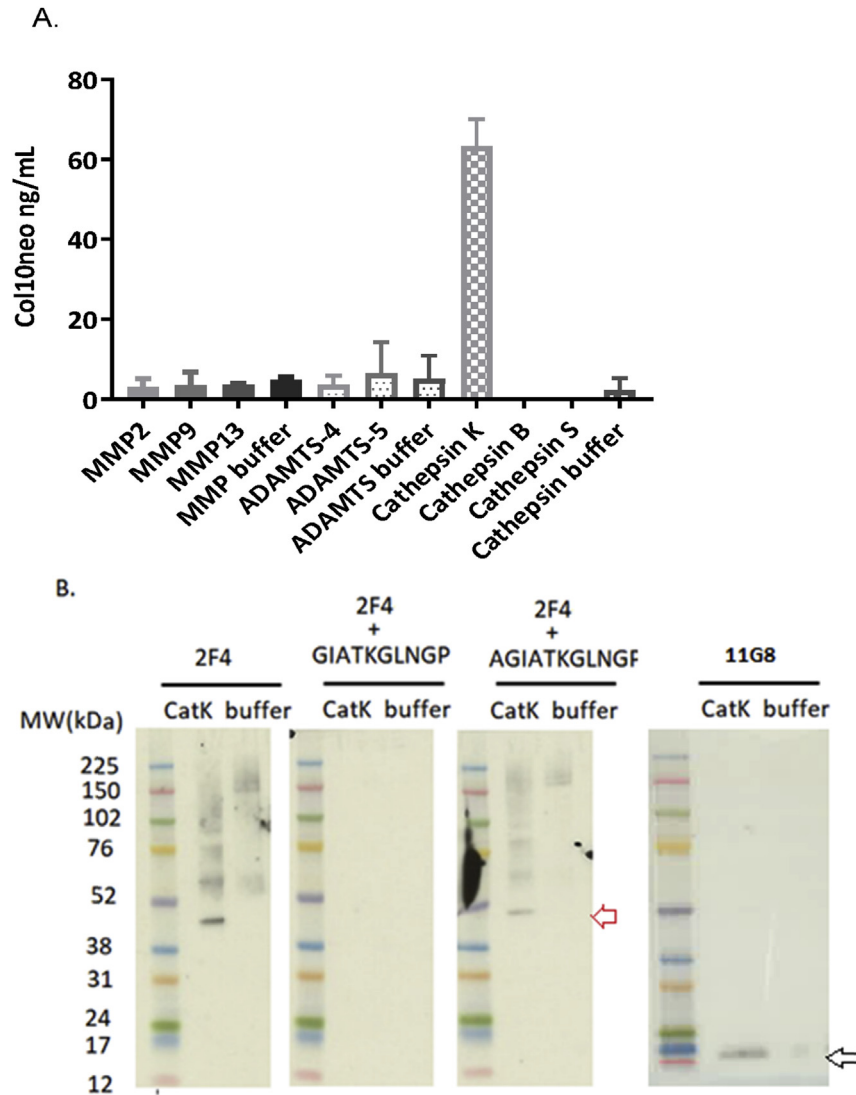 A.
Col10neo ng/mL
80
60
40
20
0
MMP2
MMP9
MMP13
MMP buffer
ADAMTS-4
ADAMTS-5
ADAMTS buffer
Cathepsin K
Cathepsin B
Cathepsin S
Cathepsin buffer
B.
2F4
2F4
+
GIATKGLNGP
2F4
+
AGIATKGLNGP
11G8
CatK buffer
CatK buffer
CatK buffer
CatK buffer
MW(kDa)
225
150
102
76
52
38
31
24
17
12